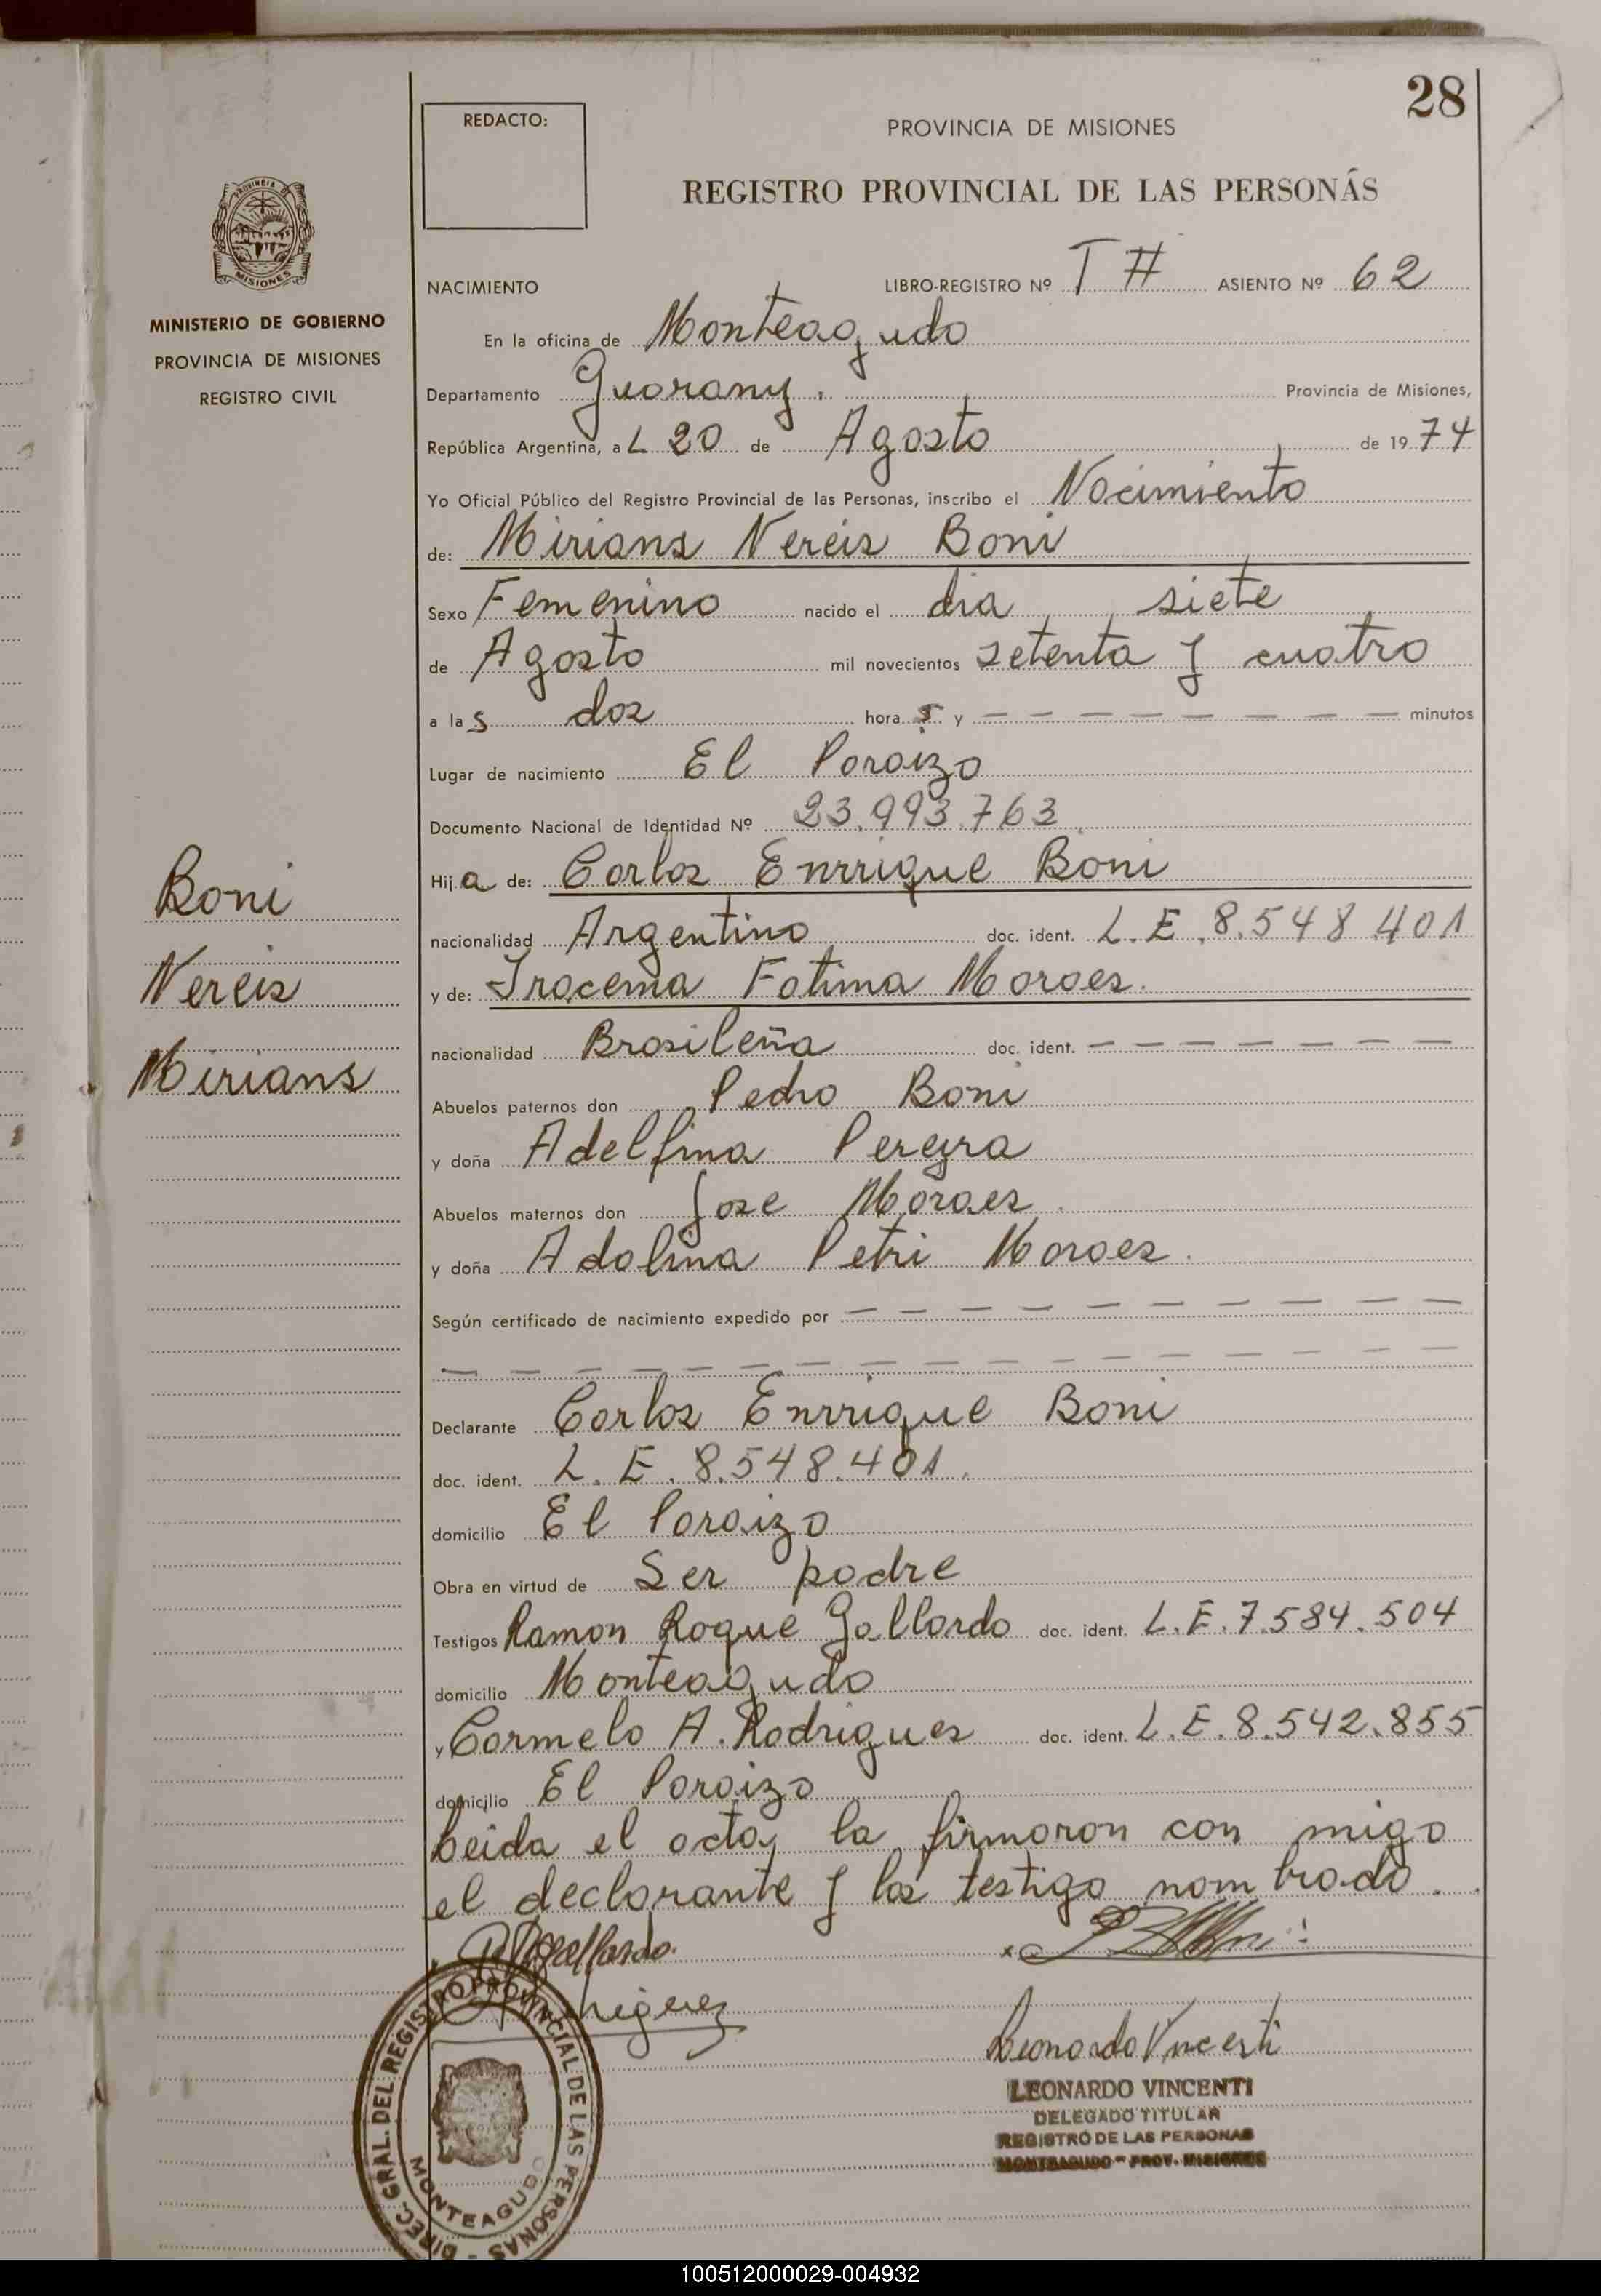 28
REDACTO:
PROVINCIA DE MISIONES
REGISTRO PROVINCIAL DE LAS PERSONAS
MISIONES
MINISTERIO DE GOBIERNO
PROVINCIA DE MISIONES
REGISTRO CIVIL
NACIMIENTO LIBRO-REGISTRO Nº T # ASIENTO Nº 62
En la oficina de Monteagudo
Departamento Guarany. Provincia de Misiones,
República Argentina, a L 20 de Agosto de 1974
Yo Oficial Público del Registro Provincial de las Personas, inscribo el Nacimiento
de: Mirians Nereis Boni
Sexo Femenino nacido el dia siete
de Agosto mil novecientos setenta y cuatro
a las dos horas y — — — — — — — — minutos
Lugar de nacimiento El Paraizo
Documento Nacional de Identidad Nº 23.993.763
Hija de: Carlos Enrrique Boni
nacionalidad Argentino doc. ident. L.E.8.548 401
y de: Iracema Fatima Moraes.
nacionalidad Brasileña doc. ident. — — — — — — —
Abuelos paternos don Pedro Boni
y doña Adelfina Pereyra
Abuelos maternos don Jose Moraes.
y doña Adolina Petri Moraes.
Según certificado de nacimiento expedido por — — — — — — — — — —
— — — — — — — — — — — — — —
Declarante Carlos Enrrique Boni
doc. ident. L.E.8.548.401.
domicilio El Paraizo
Obra en virtud de Ser padre
Testigos Ramon Roque Gallardo doc. ident. L.E.7.584.504
domicilio Monteagudo
y Carmelo A. Rodrigues doc. ident. L.E.8.542.855
domicilio El Paraizo
Leida el acta, la firmaron con migo
el declarante y los testigo nombrado.
Boni
Nereis
Mirians
Leonardo Vincenti
LEONARDO VINCENTI
DELEGADO TITULAR
REGISTRO DE LAS PERSONAS
MONTEAGUDO - PROV. MISIONES
DIREC. GRAL. DEL REGISTRO PROVINCIAL DE LAS PERSONAS -
MONTEAGUDO
100512000029-004932